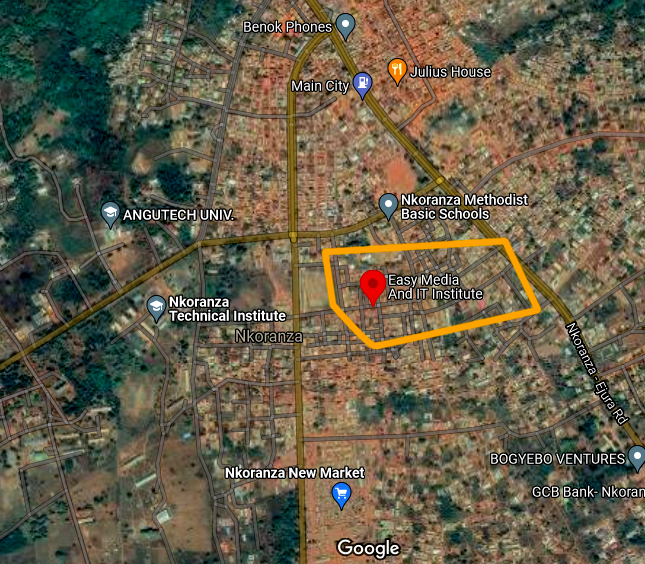 Benok Phones
Julius House
Main City
Nkoranza Methodist
Basic Schools
ANGUTECH UNIV.
Easy Media
And IT Institute
Nkoranza
Technical Institute
Nkoranza
Nkoranza - Ejura Rd
BOGYEBO VENTURES
Nkoranza New Market
GCB Bank- Nkoran
Google